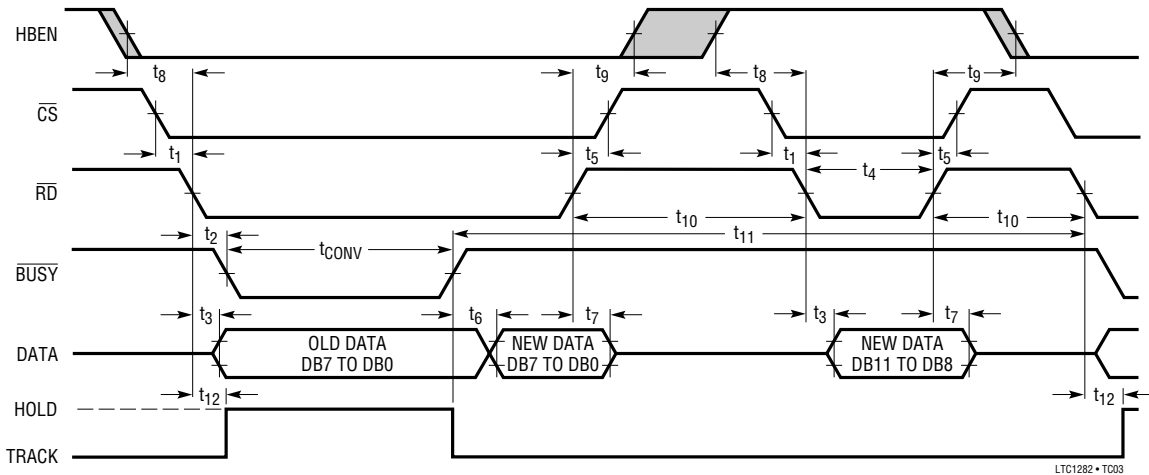 HBEN
t8 t9 t8 t9
CS
t1 t5 t1 t5
t4
RD
t10 t10
t2 tCONV t11
BUSY
t3 t6 t7 t3 t7
DATA
OLD DATA
DB7 TO DB0
NEW DATA
DB7 TO DB0
NEW DATA
DB11 TO DB8
t12 t12
HOLD
TRACK
LTC1282 • TC03